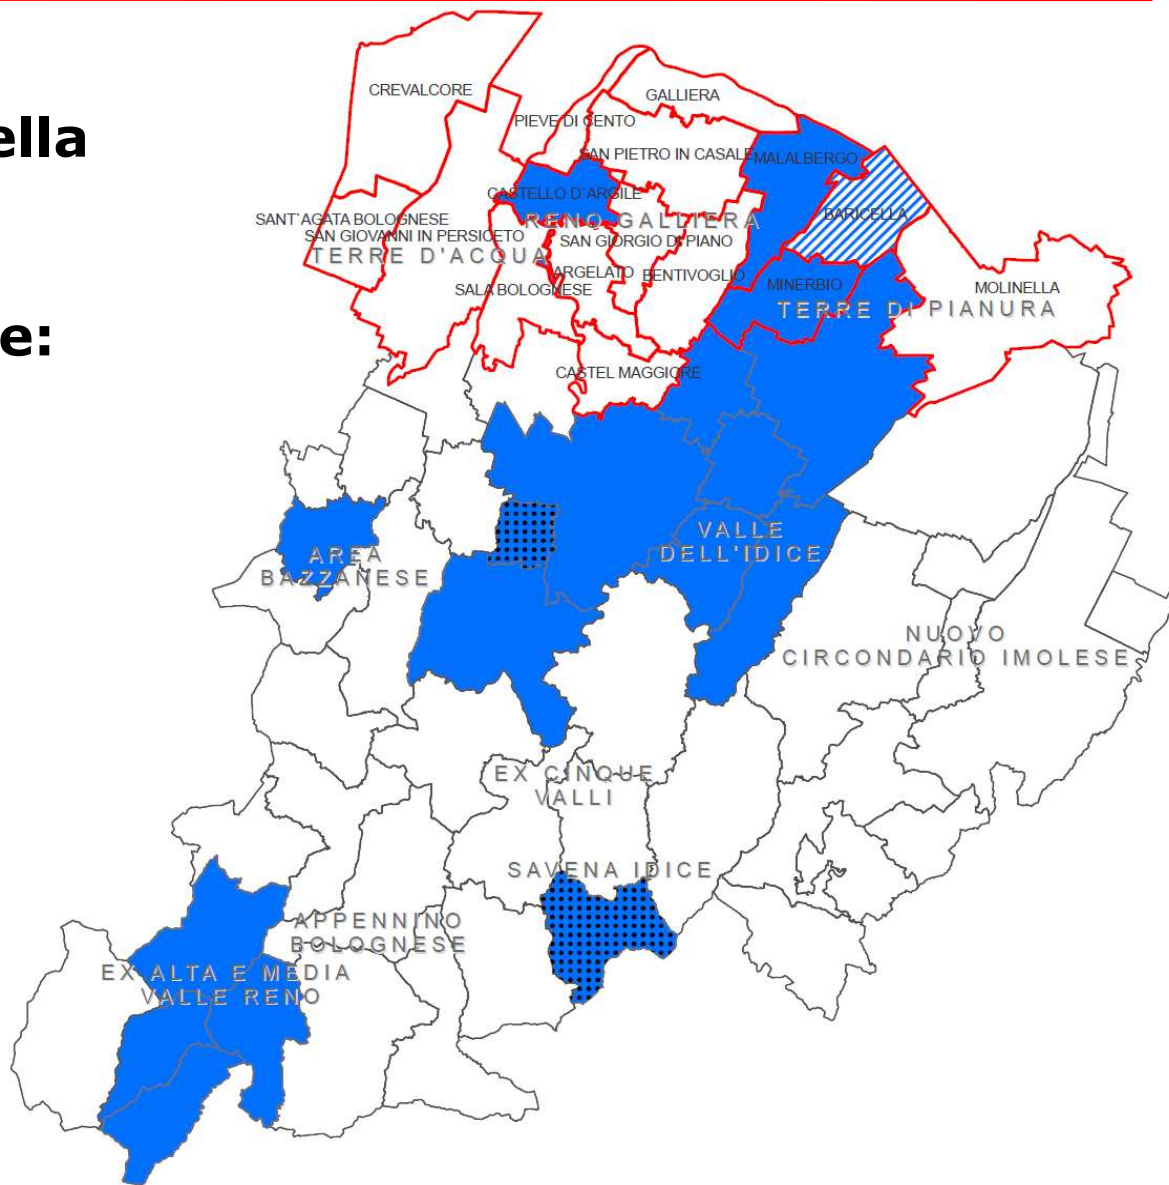 ella
e:
CREVALCORE
GALLIERA
PIEVE DI CENTO
SAN PIETRO IN CASALE
MALALBERGO
CASTELLO D'ARGILE
BARICELLA
SANT'AGATA BOLOGNESE
RENO GALLIERA
SAN GIOVANNI IN PERSICETO
SAN GIORGIO DI PIANO
TERRE D'ACQUA
ARGELATO
BENTIVOGLIO
SALA BOLOGNESE
MINERBIO
MOLINELLA
TERRE DI PIANURA
CASTEL MAGGIORE
VALLE
DELL'IDICE
AREA
BAZZANESE
NUOVO
CIRCONDARIO IMOLESE
EX CINQUE
VALLI
SAVENA IDICE
APPENNINO
BOLOGNESE
EX ALTA E MEDIA
VALLE RENO